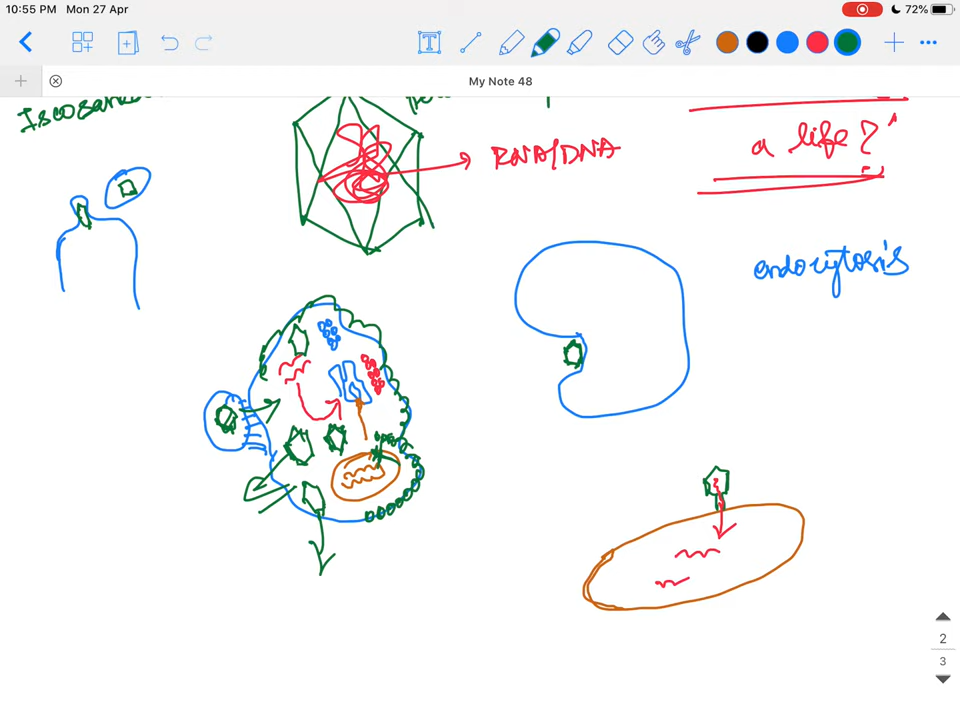 10:55 PM Mon 27 Apr
72%
T
My Note 48
RNA/DNA
a life?
endocytosis
2
3